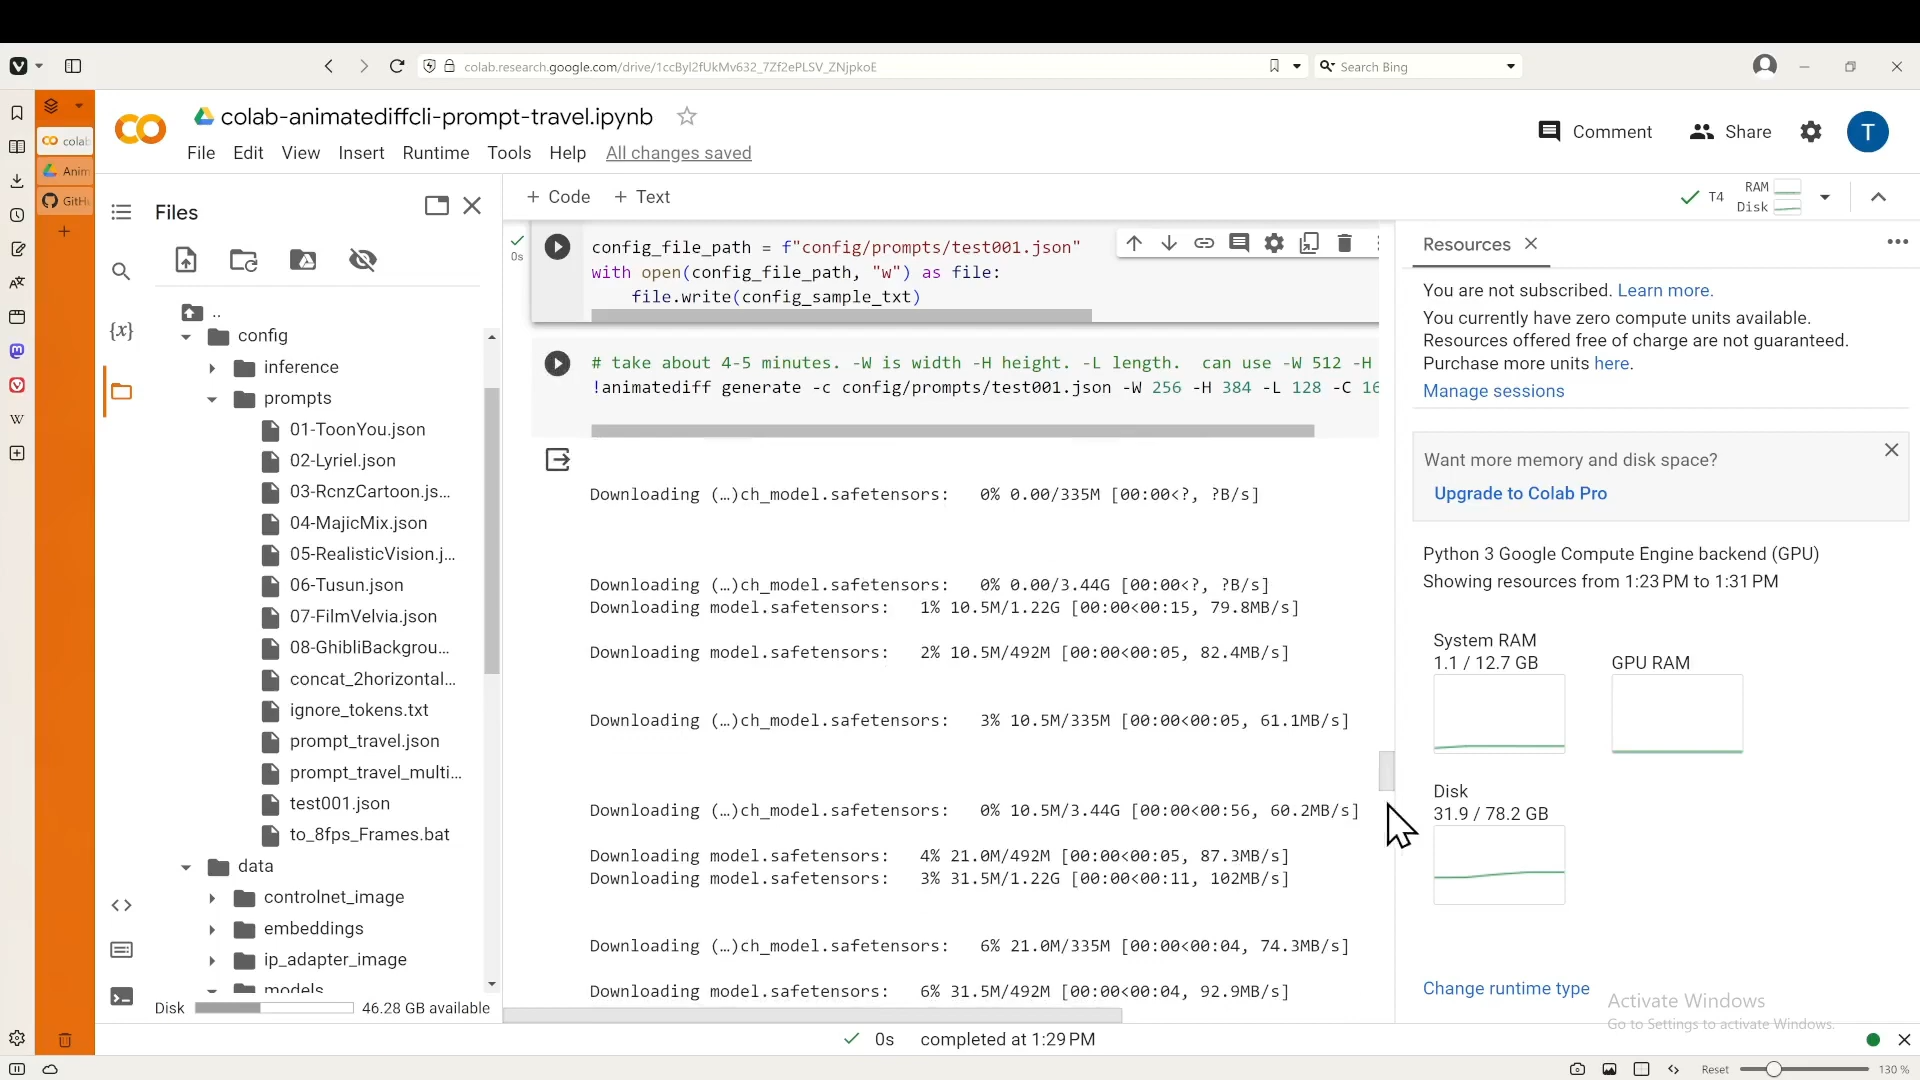 colab.research.google.com/drive/1ccByl2fUkMv632_7Zf2ePLSV_ZNjpkoE
Search Bing
colab-animatediffcli-prompt-travel.ipynb
Comment
Share
T
cola
File Edit View Insert Runtime Tools Help All changes saved
Anim
GitHu
Files
+ Code + Text
T4
RAM
Disk
config_file_path = f"config/prompts/test001.json"
with open(config_file_path, "w") as file:
file.write(config_sample_txt)
0s
# take about 4-5 minutes. -W is width -H height. -L length. can use -W 512 -H
!animatediff generate -c config/prompts/test001.json -W 256 -H 384 -L 128 -C 16
Downloading (…)ch_model.safetensors: 0% 0.00/335M [00:00<?, ?B/s]
Downloading (…)ch_model.safetensors: 0% 0.00/3.44G [00:00<?, ?B/s]
Downloading model.safetensors: 1% 10.5M/1.22G [00:00<00:15, 79.8MB/s]
Downloading model.safetensors: 2% 10.5M/492M [00:00<00:05, 82.4MB/s]
Downloading (…)ch_model.safetensors: 3% 10.5M/335M [00:00<00:05, 61.1MB/s]
Downloading (…)ch_model.safetensors: 0% 10.5M/3.44G [00:00<00:56, 60.2MB/s]
Downloading model.safetensors: 4% 21.0M/492M [00:00<00:05, 87.3MB/s]
Downloading model.safetensors: 3% 31.5M/1.22G [00:00<00:11, 102MB/s]
Downloading (…)ch_model.safetensors: 6% 21.0M/335M [00:00<00:04, 74.3MB/s]
Downloading model.safetensors: 6% 31.5M/492M [00:00<00:04, 92.9MB/s]
{x}
W
..
config
inference
prompts
01-ToonYou.json
02-Lyriel.json
03-RcnzCartoon.js...
04-MajicMix.json
05-RealisticVision.j...
06-Tusun.json
07-FilmVelvia.json
08-GhibliBackgrou...
concat_2horizontal...
ignore_tokens.txt
prompt_travel.json
prompt_travel_multi...
test001.json
to_8fps_Frames.bat
data
controlnet_image
embeddings
ip_adapter_image
models
Disk 46.28 GB available
Resources
You are not subscribed. Learn more.
You currently have zero compute units available.
Resources offered free of charge are not guaranteed.
Purchase more units here.
Manage sessions
Want more memory and disk space?
Upgrade to Colab Pro
Python 3 Google Compute Engine backend (GPU)
Showing resources from 1:23 PM to 1:31 PM
System RAM
1.1 / 12.7 GB
GPU RAM
Disk
31.9 / 78.2 GB
Change runtime type
Activate Windows
Go to Settings to activate Windows.
0s completed at 1:29 PM
Reset 130 %